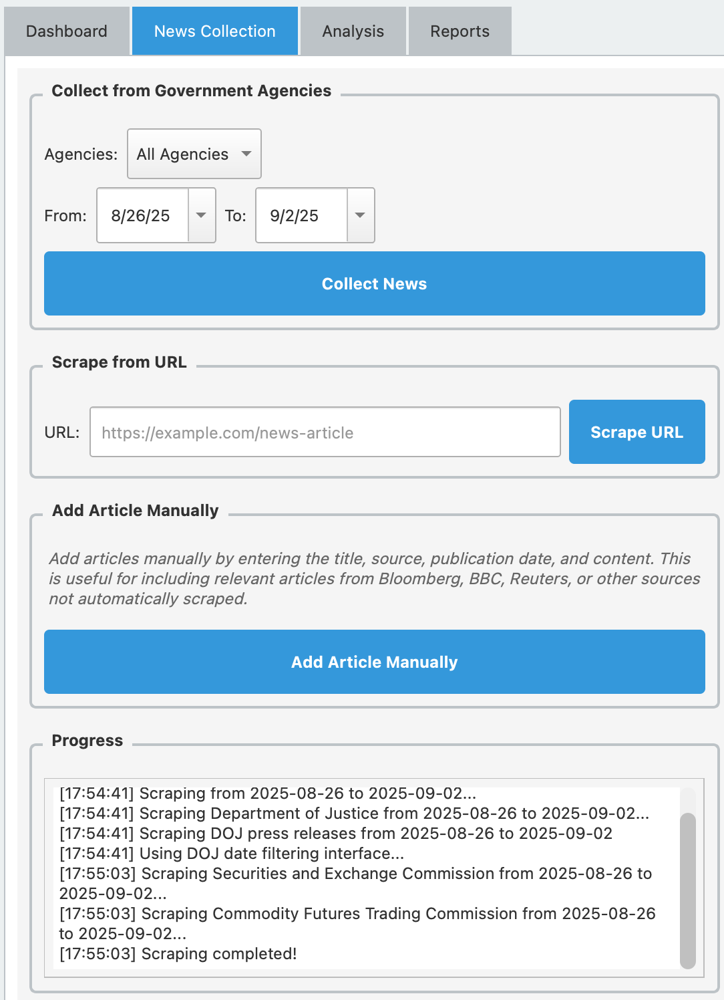 Dashboard
News Collection
Analysis
Reports
Collect from Government Agencies
Agencies: All Agencies
From: 8/26/25 To: 9/2/25
Collect News
Scrape from URL
URL: https://example.com/news-article
Scrape URL
Add Article Manually
Add articles manually by entering the title, source, publication date, and content. This
is useful for including relevant articles from Bloomberg, BBC, Reuters, or other sources
not automatically scraped.
Add Article Manually
Progress
[17:54:41] Scraping from 2025-08-26 to 2025-09-02...
[17:54:41] Scraping Department of Justice from 2025-08-26 to 2025-09-02...
[17:54:41] Scraping DOJ press releases from 2025-08-26 to 2025-09-02
[17:54:41] Using DOJ date filtering interface...
[17:55:03] Scraping Securities and Exchange Commission from 2025-08-26 to
2025-09-02...
[17:55:03] Scraping Commodity Futures Trading Commission from 2025-08-26
to 2025-09-02...
[17:55:03] Scraping completed!